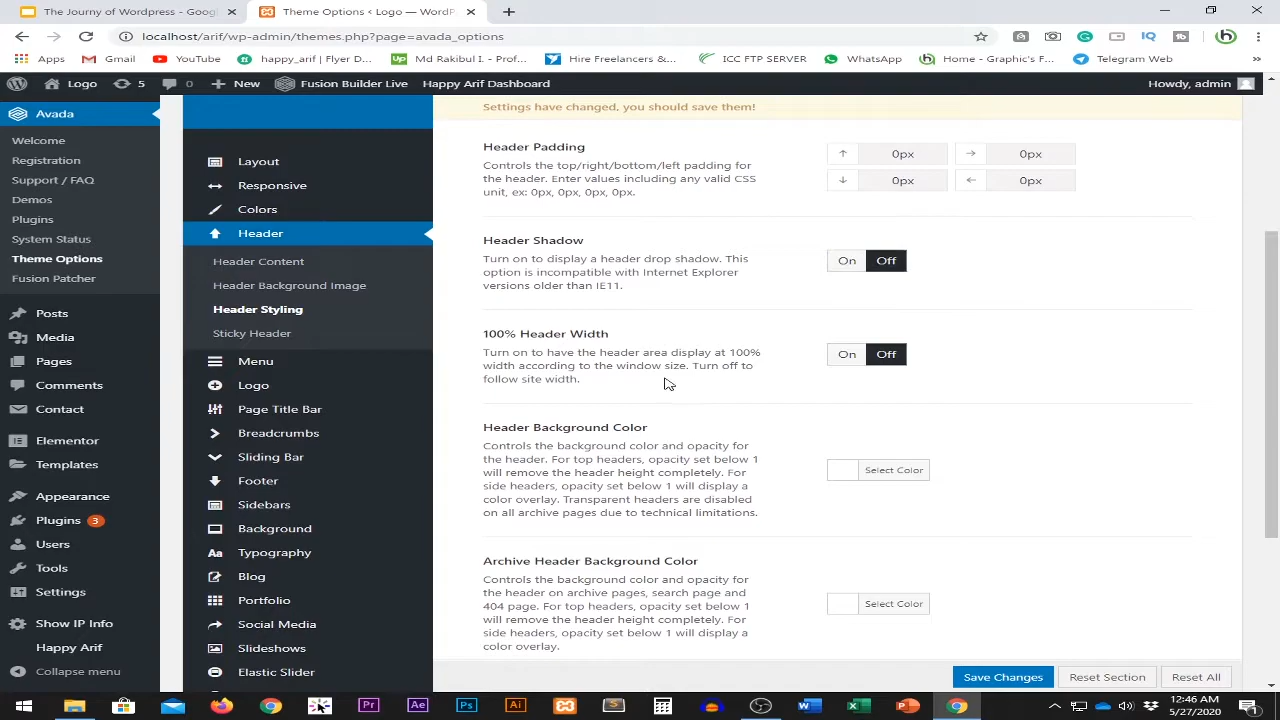 The Journy of Wordpress - Googl
Theme Options < Logo — WordPR
localhost/arif/wp-admin/themes.php?page=avada_options
Apps
Gmail
YouTube
happy_arif | Flyer D...
Md Rakibul I. - Prof...
Hire Freelancers &...
ICC FTP SERVER
WhatsApp
Home - Graphic's F...
Telegram Web
»
Logo
5
0
New
Fusion Builder Live
Happy Arif Dashboard
Howdy, admin
Avada
Welcome
Registration
Support / FAQ
Demos
Plugins
System Status
Theme Options
Fusion Patcher
Posts
Media
Pages
Comments
Contact
Elementor
Templates
Appearance
Plugins 3
Users
Tools
Settings
Show IP Info
Happy Arif
Collapse menu
Layout
Responsive
Colors
Header
Header Content
Header Background Image
Header Styling
Sticky Header
Menu
Logo
Page Title Bar
Breadcrumbs
Sliding Bar
Footer
Sidebars
Background
Typography
Blog
Portfolio
Social Media
Slideshows
Elastic Slider
Settings have changed, you should save them!
Header Padding
Controls the top/right/bottom/left padding for
the header. Enter values including any valid CSS
unit, ex: 0px, 0px, 0px, 0px.
0px
0px
0px
0px
Header Shadow
Turn on to display a header drop shadow. This
option is incompatible with Internet Explorer
versions older than IE11.
On
Off
100% Header Width
Turn on to have the header area display at 100%
width according to the window size. Turn off to
follow site width.
On
Off
Header Background Color
Controls the background color and opacity for
the header. For top headers, opacity set below 1
will remove the header height completely. For
side headers, opacity set below 1 will display a
color overlay. Transparent headers are disabled
on all archive pages due to technical limitations.
Select Color
Archive Header Background Color
Controls the background color and opacity for
the header on archive pages, search page and
404 page. For top headers, opacity set below 1
will remove the header height completely. For
side headers, opacity set below 1 will display a
color overlay.
Select Color
Save Changes
Reset Section
Reset All
12:46 AM
5/27/2020